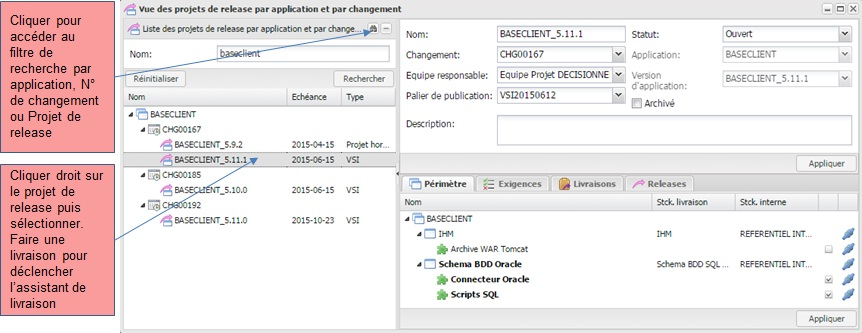 Cliquer pour
accéder au
filtre de
recherche par
application, N°
de changement
ou Projet de
release
Cliquer droit sur
le projet de
release puis
sélectionner.
Faire une
livraison pour
déclencher
l'assistant de
livraison
Vue des projets de release par application et par changement
Liste des projets de release par application et par change...
Nom: baseclient
Réinitialiser Rechercher
Nom Echéance Type
BASECLIENT
CHG00167
BASECLIENT_5.9.2 2015-04-15 Projet hor...
BASECLIENT_5.11.1 2015-06-15 VSI
CHG00185
BASECLIENT_5.10.0 2015-06-15 VSI
CHG00192
BASECLIENT_5.11.0 2015-10-23 VSI
Nom: BASECLIENT_5.11.1 Statut: Ouvert
Changement: CHG00167 Application: BASECLIENT
Equipe responsable: Equipe Projet DECISIONNE Version d'application: BASECLIENT_5.11.1
Palier de publication: VSI20150612 Archivé
Description:
Appliquer
Périmètre Exigences Livraisons Releases
Nom Stck. livraison Stck. interne
BASECLIENT
IHM IHM REFERENTIEL INT...
Archive WAR Tomcat
Schema BDD Oracle Schema BDD SQL ... REFERENTIEL INT...
Connecteur Oracle
Scripts SQL
Appliquer